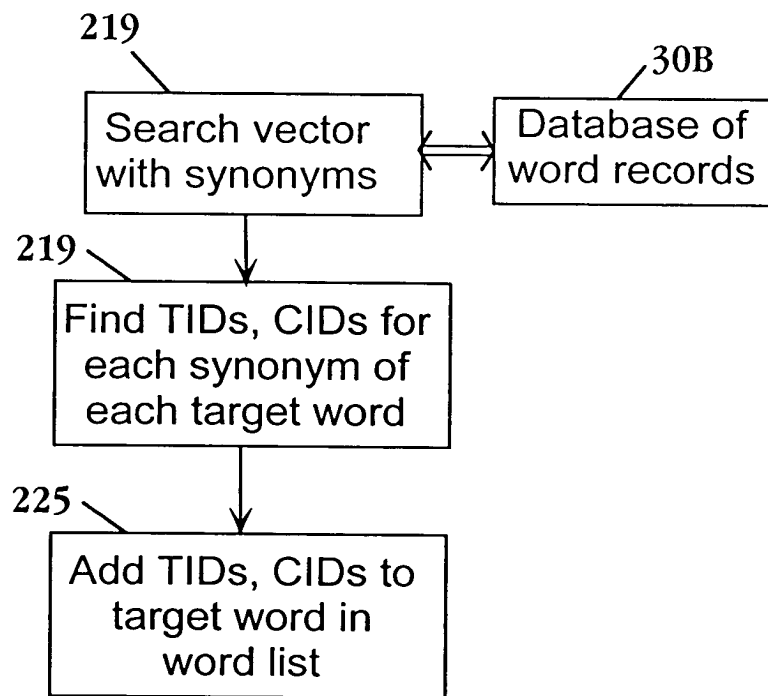 219
30B
Search vector
with synonyms
Database of
word records
219
Find TIDs, CIDs for
each synonym of
each target word
225
Add TIDs, CIDs to
target word in
word list